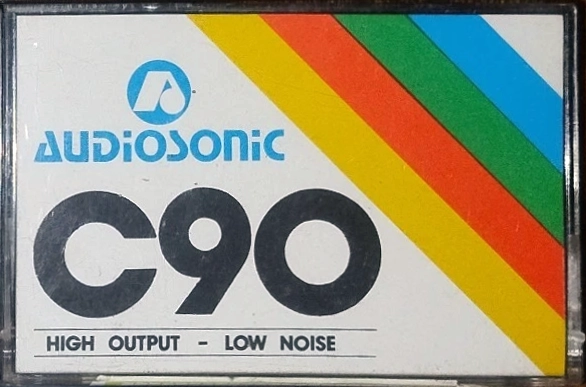 AUDiOSONiC
C90
HIGH OUTPUT - LOW NOISE